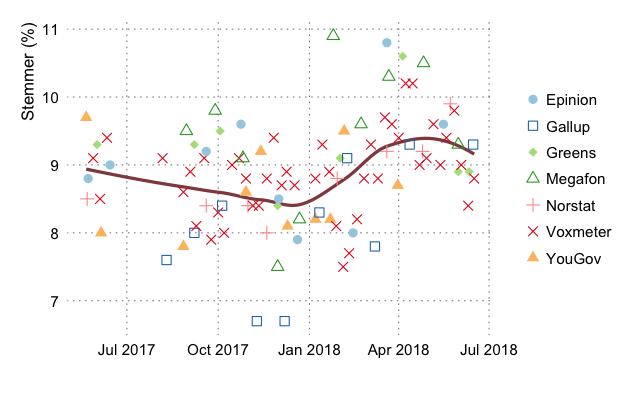 Stemmer (%)
11
10
9
8
7
Jul 2017
Oct 2017
Jan 2018
Apr 2018
Jul 2018
Epinion
Gallup
Greens
Megafon
Norstat
Voxmeter
YouGov